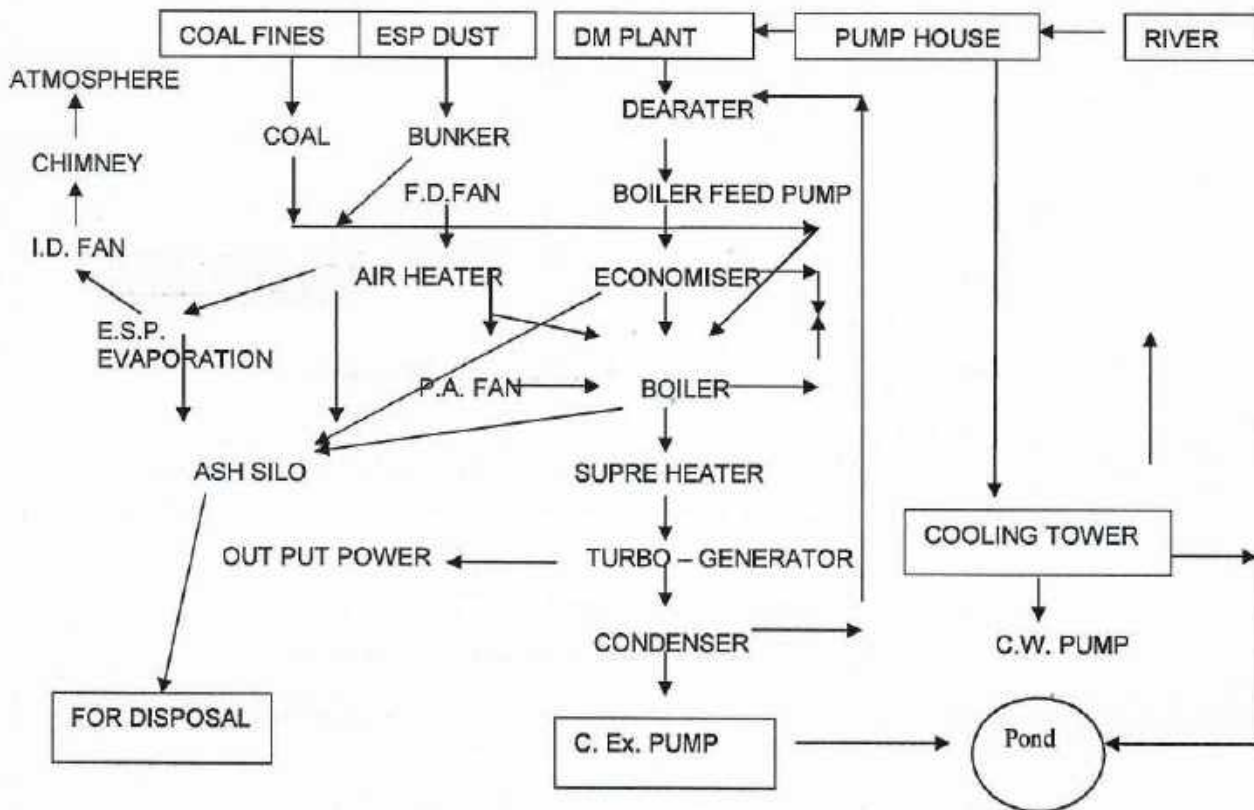 COAL FINES
ESP DUST
DM PLANT
PUMP HOUSE
RIVER
ATMOSPHERE
DEARATER
COAL
BUNKER
CHIMNEY
F.D.FAN
BOILER FEED PUMP
I.D. FAN
AIR HEATER
ECONOMISER
E.S.P.
EVAPORATION
P.A. FAN
BOILER
ASH SILO
SUPRE HEATER
COOLING TOWER
OUT PUT POWER
TURBO – GENERATOR
CONDENSER
C.W. PUMP
FOR DISPOSAL
C. Ex. PUMP
Pond